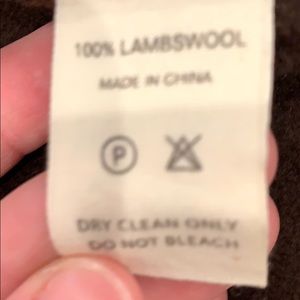 100% LAMBSWOOL
MADE IN CHINA
P
DRY CLEAN ONLY
DO NOT BLEACH